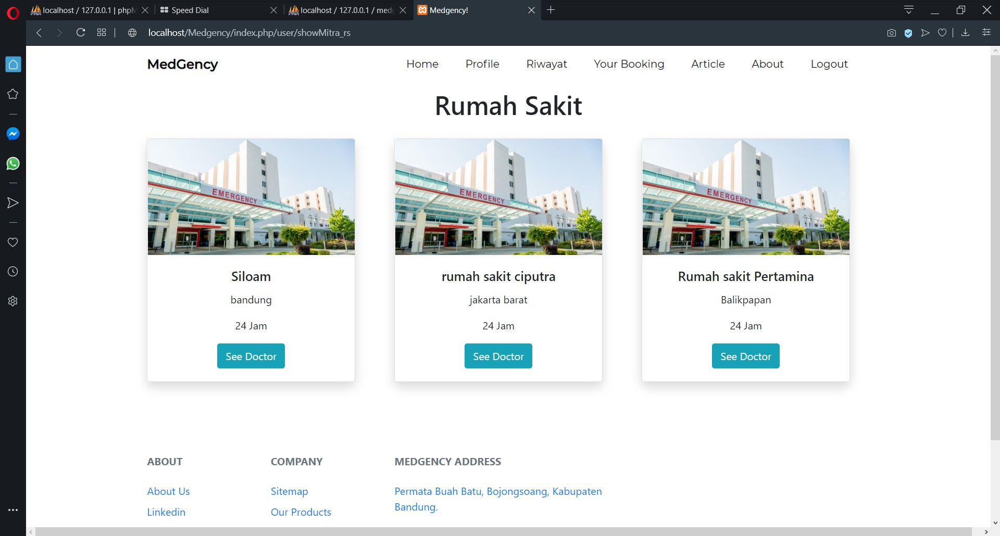 localhost / 127.0.0.1 | phpM
Speed Dial
localhost / 127.0.0.1 / med
Medgency!
localhost/Medgency/index.php/user/showMitra_rs
MedGency
Home
Profile
Riwayat
Your Booking
Article
About
Logout
Rumah Sakit
EMERGENCY
EMERGENCY
EMERGENCY
Siloam
rumah sakit ciputra
Rumah sakit Pertamina
bandung
jakarta barat
Balikpapan
24 Jam
24 Jam
24 Jam
See Doctor
See Doctor
See Doctor
ABOUT
COMPANY
MEDGENCY ADDRESS
About Us
Sitemap
Permata Buah Batu, Bojongsoang, Kabupaten
Bandung.
Linkedin
Our Products